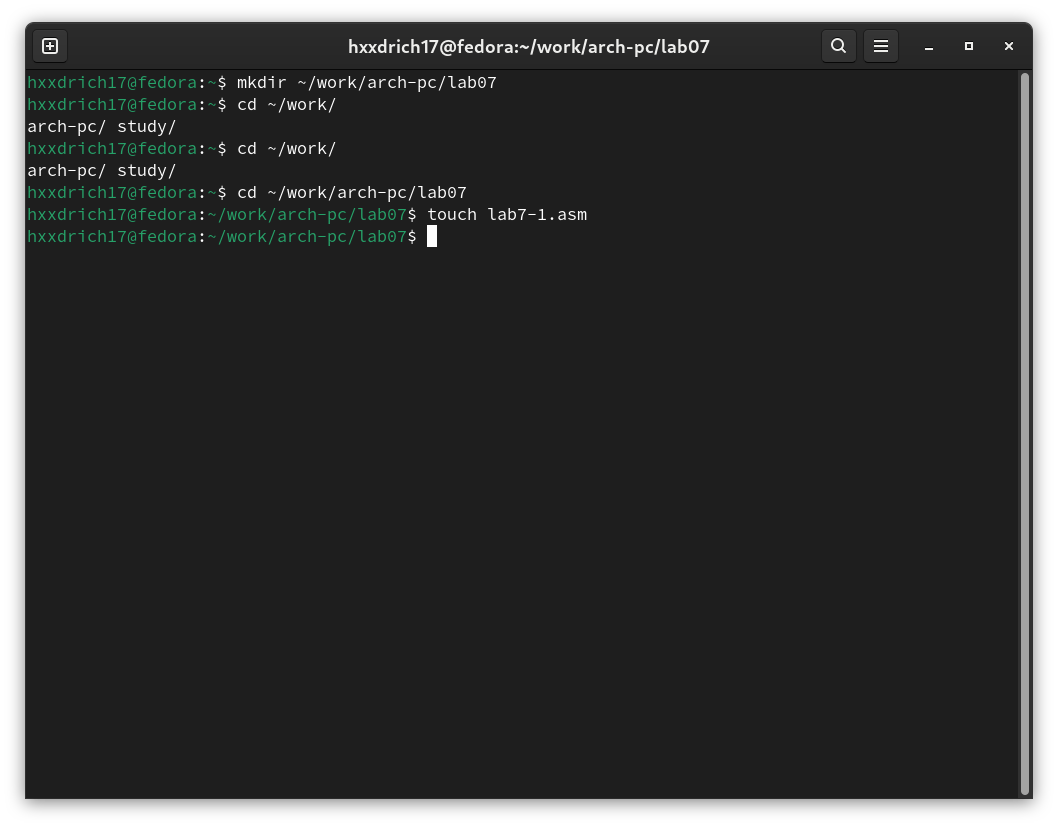 hxxdrich17@fedora:~/work/arch-pc/lab07
hxxdrich17@fedora:~$ mkdir ~/work/arch-pc/lab07
hxxdrich17@fedora:~$ cd ~/work/
arch-pc/ study/
hxxdrich17@fedora:~$ cd ~/work/
arch-pc/ study/
hxxdrich17@fedora:~$ cd ~/work/arch-pc/lab07
hxxdrich17@fedora:~/work/arch-pc/lab07$ touch lab7-1.asm
hxxdrich17@fedora:~/work/arch-pc/lab07$